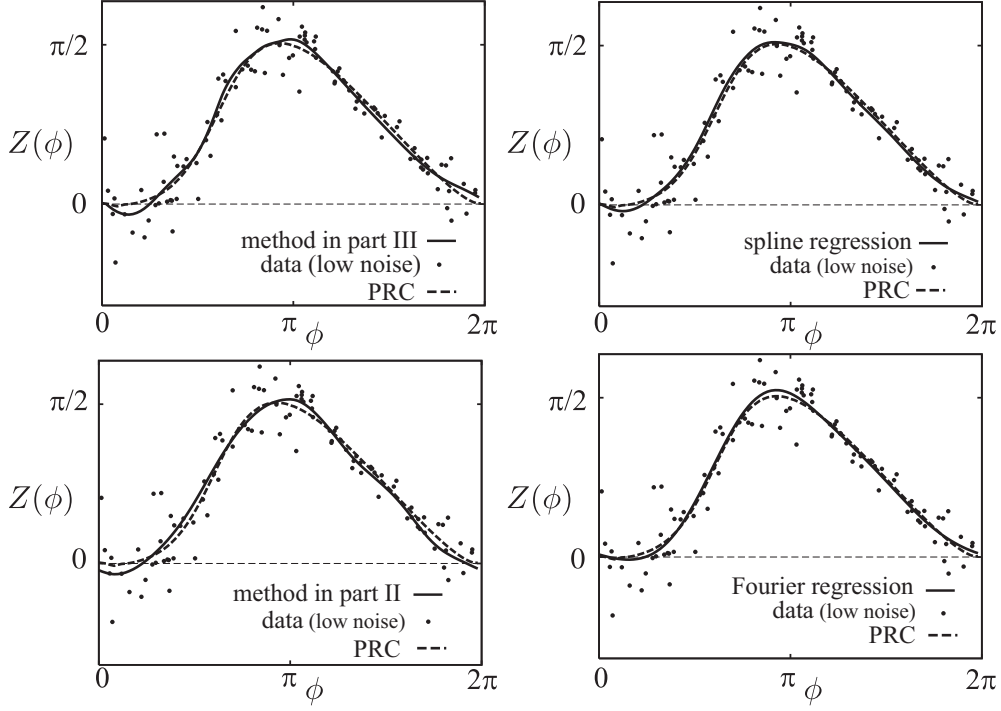 π/2
Z(ϕ)
0
method in part III
data (low noise)
PRC
0
π
ϕ
2π
π/2
Z(ϕ)
0
spline regression
data (low noise)
PRC
0
π
ϕ
2π
π/2
Z(ϕ)
0
method in part II
data (low noise)
PRC
0
π
ϕ
2π
π/2
Z(ϕ)
0
Fourier regression
data (low noise)
PRC
0
π
ϕ
2π